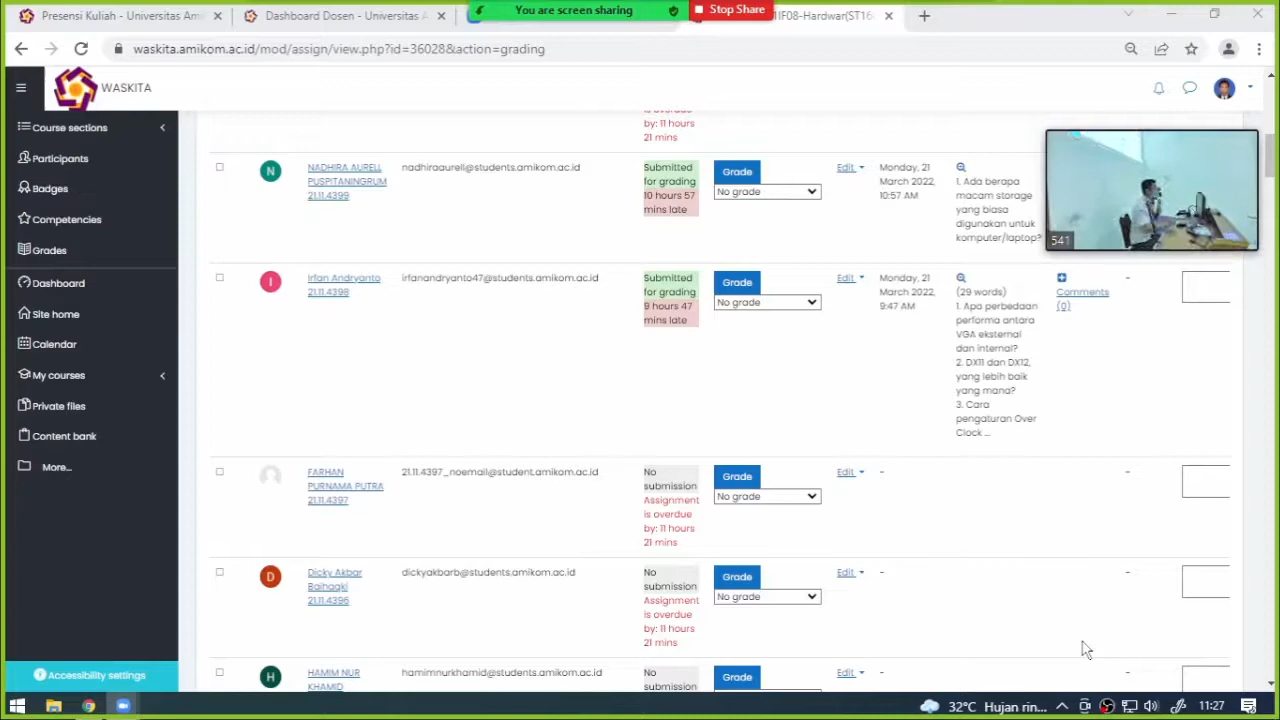 Presensi Kuliah - Universitas Am
Dashboard Dosen - Universitas A
You are screen sharing
Stop Share
1IF08-Hardwar(ST16
waskita.amikom.ac.id/mod/assign/view.php?id=36028&action=grading
WASKITA
Course sections
Participants
Badges
Competencies
Grades
Dashboard
Site home
Calendar
My courses
Private files
Content bank
More...
Accessibility settings
is overdue
by: 11 hours
21 mins
NADHIRA AURELL
PUSPITANINGRUM
21.11.4399
nadhiraaurell@students.amikom.ac.id
Submitted
for grading
10 hours 57
mins late
Grade
No grade
Edit
Monday, 21
March 2022,
10:57 AM
1. Ada berapa
macam storage
yang biasa
digunakan untuk
komputer/laptop?
541
Irfan Andryanto
21.11.4398
irfanandryanto47@students.amikom.ac.id
Submitted
for grading
9 hours 47
mins late
Grade
No grade
Edit
Monday, 21
March 2022,
9:47 AM
(29 words)
1. Apa perbedaan
performa antara
VGA eksternal
dan internal?
2. DX11 dan DX12,
yang lebih baik
yang mana?
3. Cara
pengaturan Over
Clock ...
Comments
(0)
-
FARHAN
PURNAMA PUTRA
21.11.4397
21.11.4397_noemail@student.amikom.ac.id
No
submission
Assignment
is overdue
by: 11 hours
21 mins
Grade
No grade
Edit
-
-
Dicky Akbar
Baihaqki
21.11.4396
dickyakbarb@students.amikom.ac.id
No
submission
Assignment
is overdue
by: 11 hours
21 mins
Grade
No grade
Edit
-
-
HAMIM NUR
KHAMID
hamimnurkhamid@students.amikom.ac.id
No
submission
Grade
Edit
-
-
N
I
D
H
32°C Hujan rin...
11:27